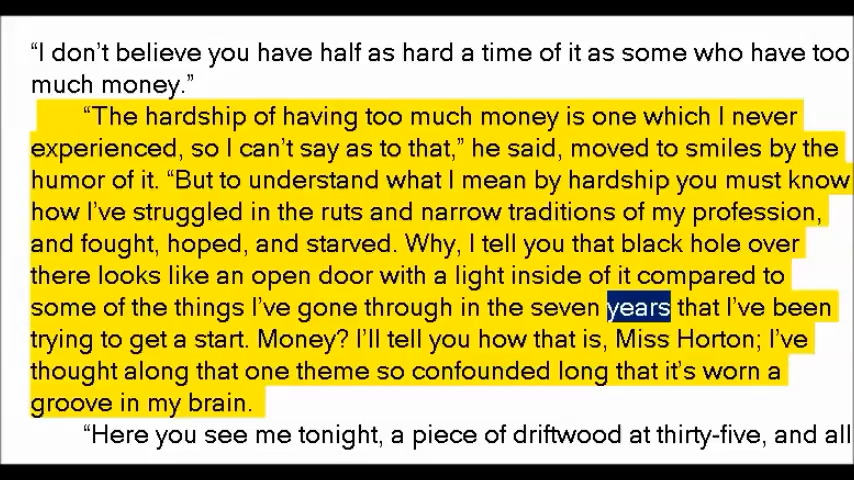 “I don’t believe you have half as hard a time of it as some who have too
much money.”
“The hardship of having too much money is one which I never
experienced, so I can’t say as to that,” he said, moved to smiles by the
humor of it. “But to understand what I mean by hardship you must know
how I’ve struggled in the ruts and narrow traditions of my profession,
and fought, hoped, and starved. Why, I tell you that black hole over
there looks like an open door with a light inside of it compared to
some of the things I’ve gone through in the seven years that I’ve been
trying to get a start. Money? I’ll tell you how that is, Miss Horton; I’ve
thought along that one theme so confounded long that it’s worn a
groove in my brain.
“Here you see me tonight, a piece of driftwood at thirty-five, and all